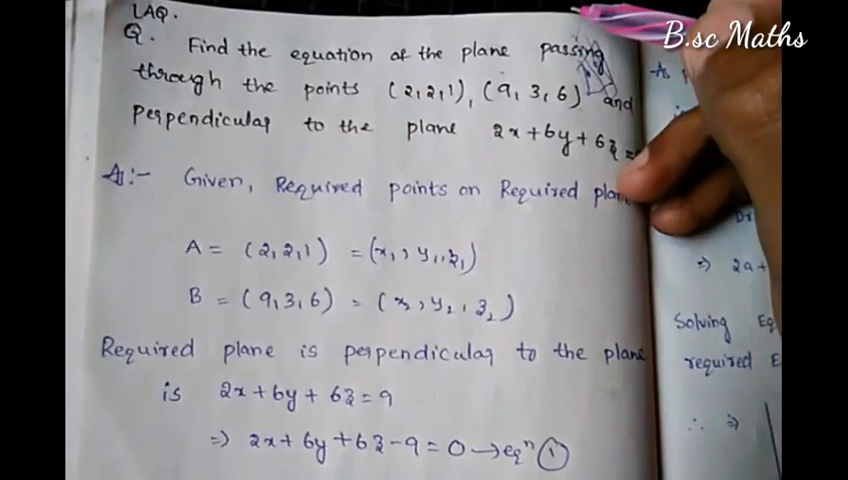 LAQ.
B.sc Maths
Q. Find the equation of the plane passing
through the points (2,2,1), (9,3,6) and
perpendicular to the plane 2x+6y+6z=
A:- Given, Required points on Required plane
A = (2,2,1) = (x₁, y₁, z₁)
B = (9,3,6) = (x₂, y₂, z₂)
Required plane is perpendicular to the plane
is 2x+6y+6z=9
⇒ 2x+6y+6z-9=0 → eqⁿ ①
⇒ 2a+
Solving Eq
required E
∴ ⇒